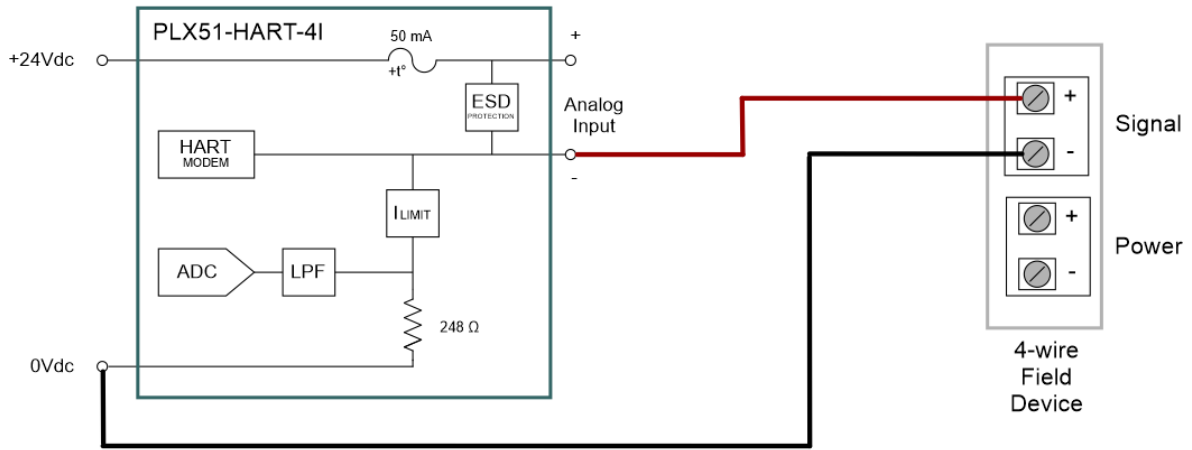 PLX51-HART-4I
+24Vdc
50 mA
+t°
+
ESD
PROTECTION
Analog
Input
-
HART
MODEM
I LIMIT
ADC
LPF
248 Ω
0Vdc
+
Signal
-
+
Power
-
4-wire
Field
Device